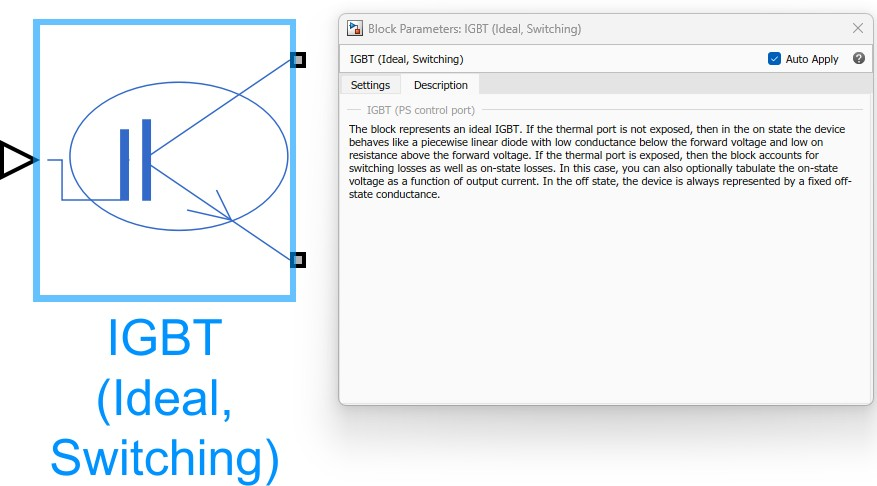 IGBT
(Ideal,
Switching)
Block Parameters: IGBT (Ideal, Switching)
IGBT (Ideal, Switching)
Auto Apply
Settings
Description
IGBT (PS control port)
The block represents an ideal IGBT. If the thermal port is not exposed, then in the on state the device
behaves like a piecewise linear diode with low conductance below the forward voltage and low on
resistance above the forward voltage. If the thermal port is exposed, then the block accounts for
switching losses as well as on-state losses. In this case, you can also optionally tabulate the on-state
voltage as a function of output current. In the off state, the device is always represented by a fixed off-
state conductance.